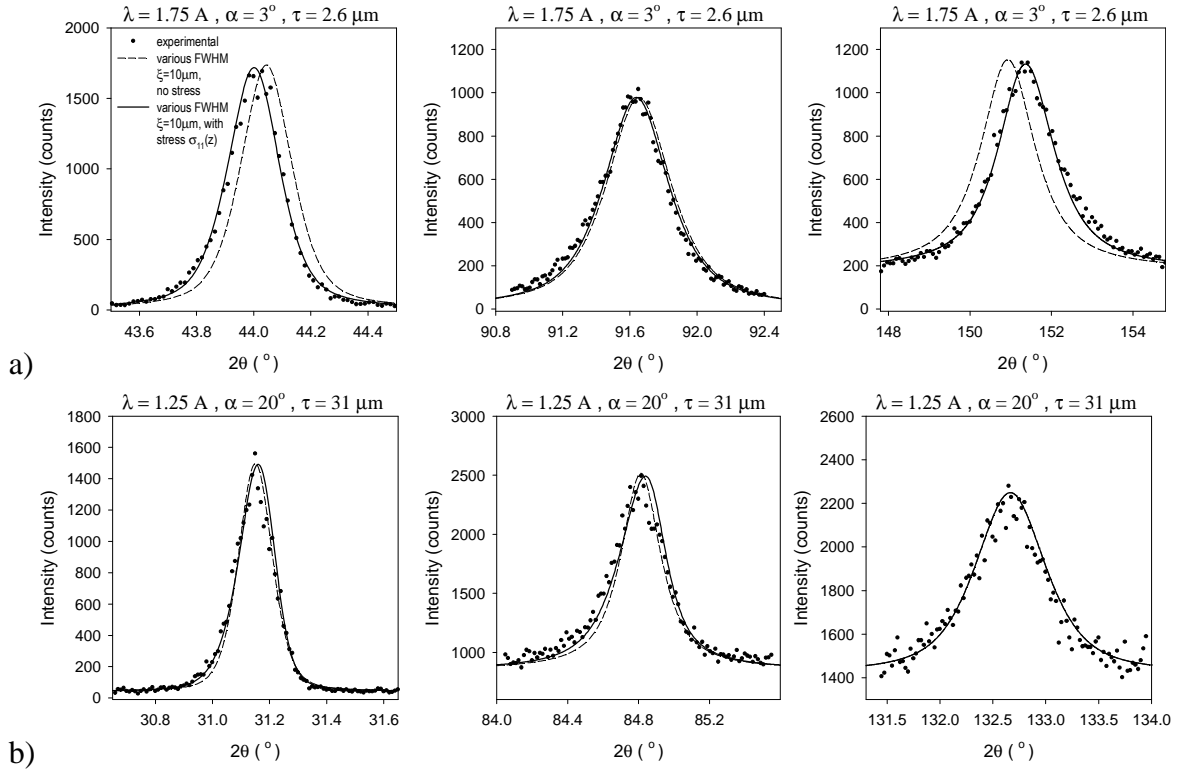 λ = 1.75 A , α = 3° , τ = 2.6 μm
2000
1500
1000
500
0
Intensity (counts)
experimental
various FWHM
ξ=10μm,
no stress
various FWHM
ξ=10μm, with
stress σ₁₁(z)
43.6 43.8 44.0 44.2 44.4
2θ ( ° )
λ = 1.75 A , α = 3° , τ = 2.6 μm
1200
1000
800
600
400
200
0
Intensity (counts)
90.8 91.2 91.6 92.0 92.4
2θ ( ° )
λ = 1.75 A , α = 3° , τ = 2.6 μm
1200
1000
800
600
400
200
0
Intensity (counts)
148 150 152 154
2θ ( ° )
a)
λ = 1.25 A , α = 20° , τ = 31 μm
1800
1600
1400
1200
1000
800
600
400
200
0
Intensity (counts)
30.8 31.0 31.2 31.4 31.6
2θ ( ° )
λ = 1.25 A , α = 20° , τ = 31 μm
3000
2500
2000
1500
1000
Intensity (counts)
84.0 84.4 84.8 85.2
2θ ( ° )
λ = 1.25 A , α = 20° , τ = 31 μm
2600
2400
2200
2000
1800
1600
1400
Intensity (counts)
131.5 132.0 132.5 133.0 133.5 134.0
2θ ( ° )
b)